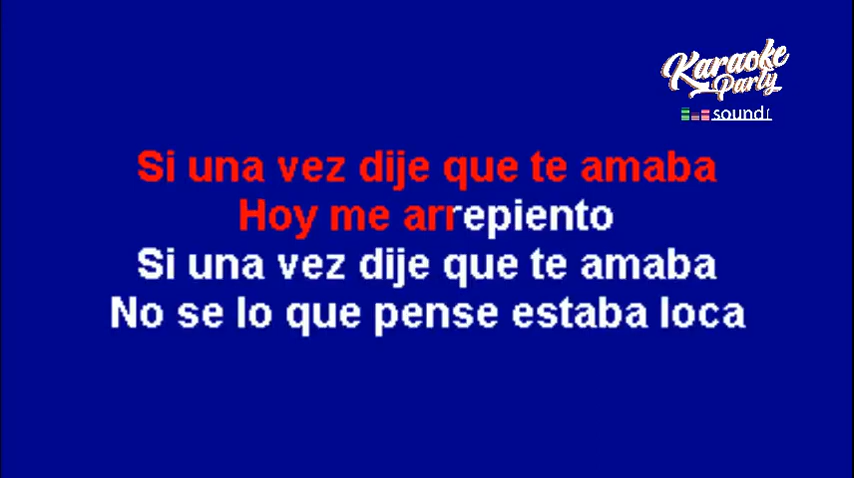 Karaoke
Party
sound
Si una vez dije que te amaba
Hoy me arrepiento
Si una vez dije que te amaba
No se lo que pense estaba loca